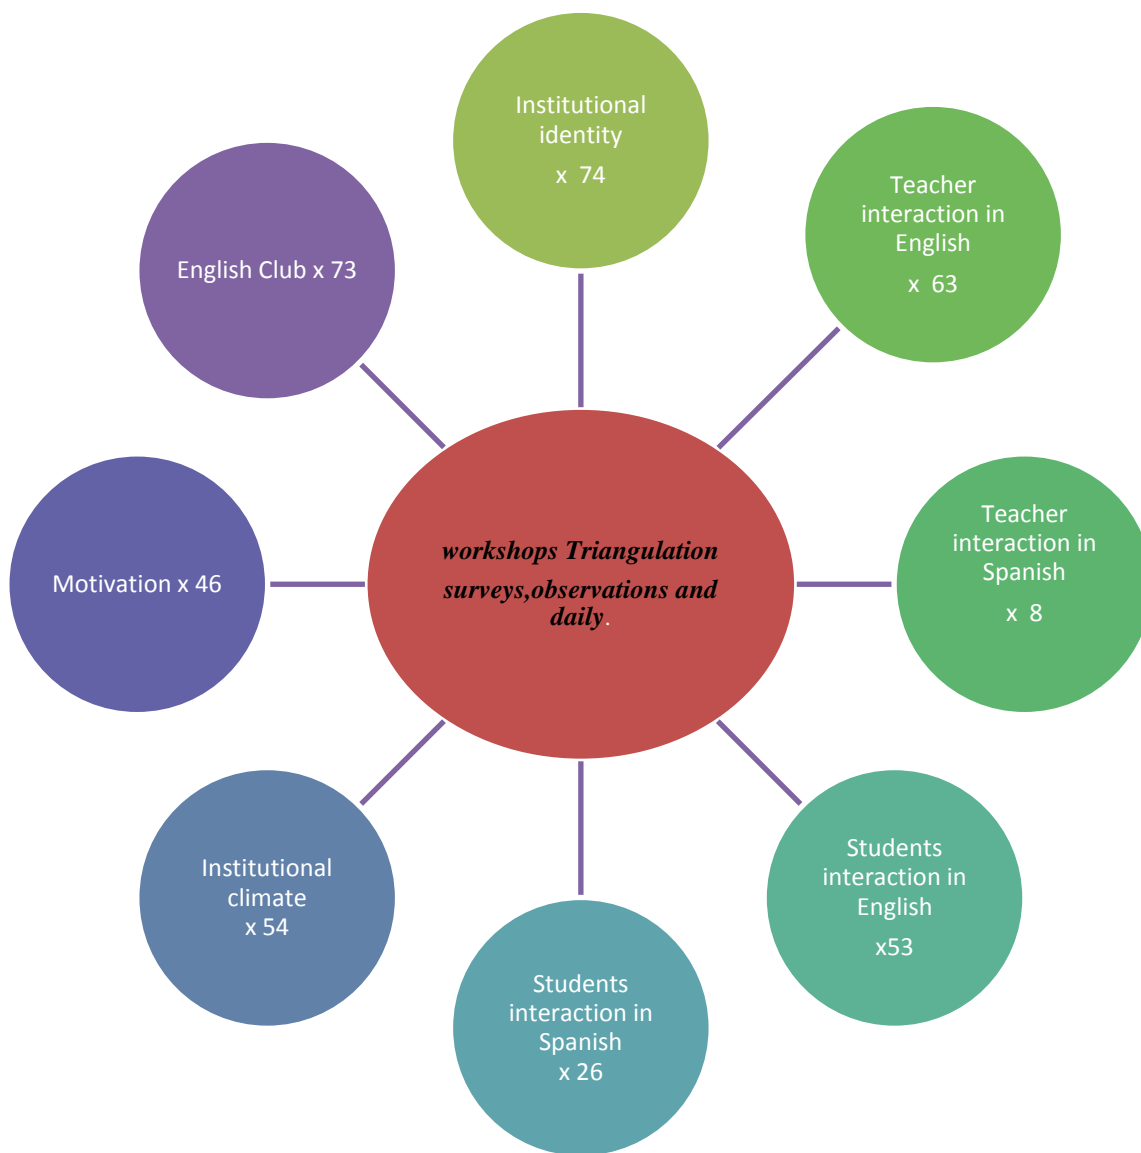 Institutional
identity
x 74
Teacher
interaction in
English
x 63
English Club x 73
Teacher
interaction in
Spanish
x 8
workshops Triangulation
surveys,observations and
daily.
Motivation x 46
Students
interaction in
English
x53
Institutional
climate
x 54
Students
interaction in
Spanish
x 26